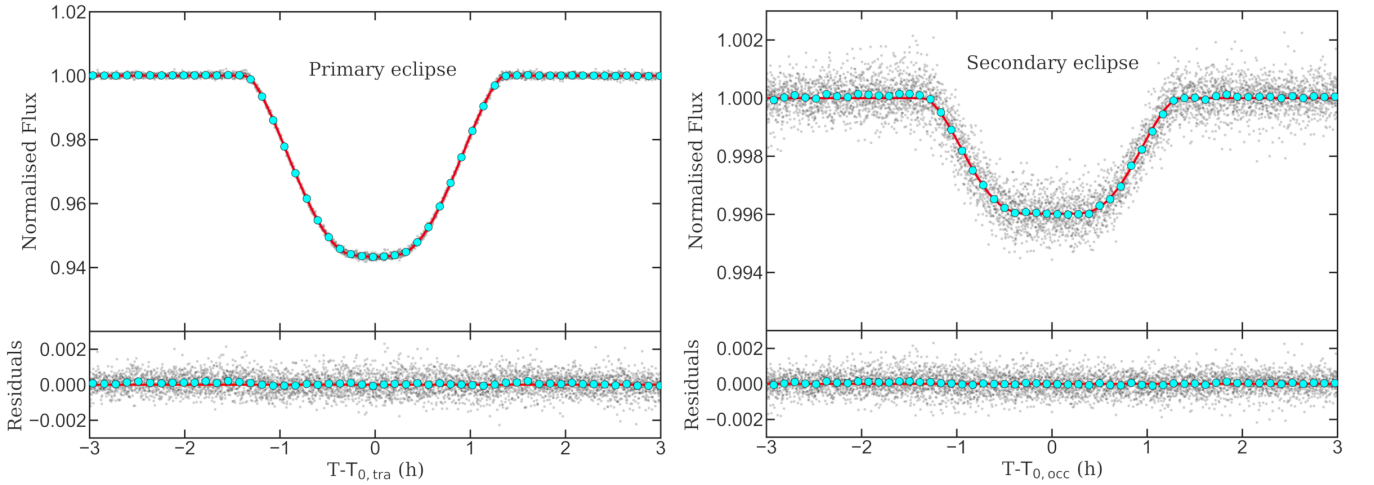 1.02
1.00
0.98
0.96
0.94
Normalised Flux
Primary eclipse
0.002
0.000
−0.002
Residuals
−3 −2 −1 0 1 2 3
T-T0, tra (h)
1.002
1.000
0.998
0.996
0.994
Normalised Flux
Secondary eclipse
0.002
0.000
−0.002
Residuals
−3 −2 −1 0 1 2 3
T-T0, occ (h)